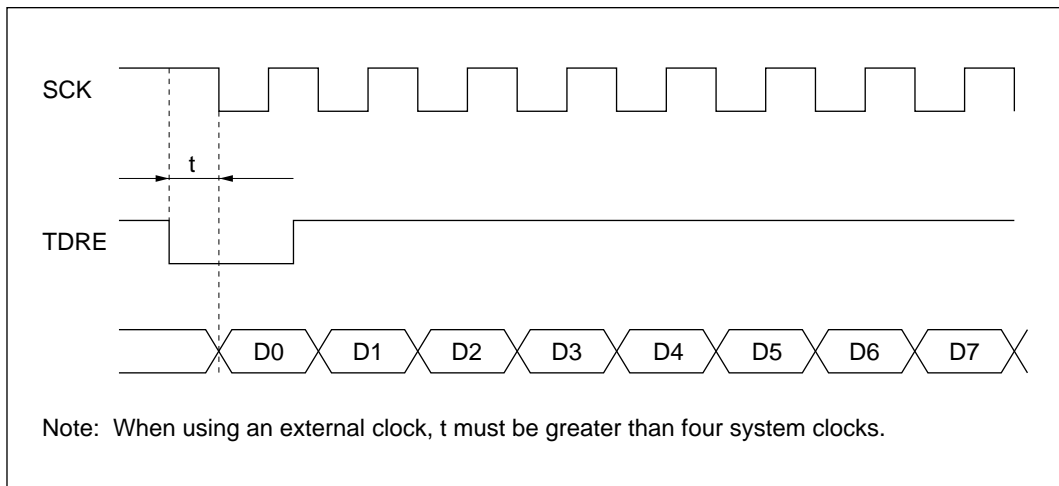 SCK
t
TDRE
D0 D1 D2 D3 D4 D5 D6 D7
Note: When using an external clock, t must be greater than four system clocks.